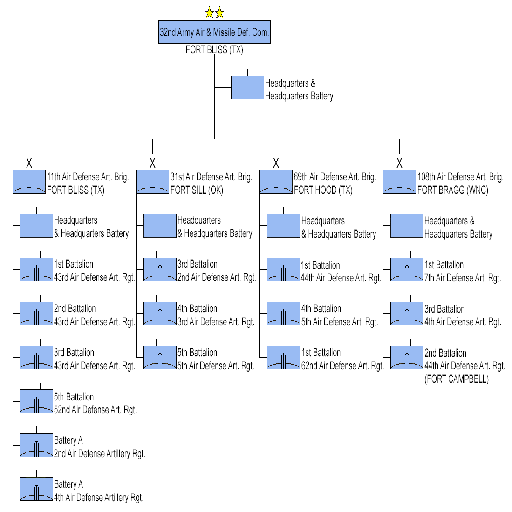 32nd Army Air & Missile Def. Com.
FORT BLISS (TX)
Headquarters &
Headquarters Battery
X
11th Air Defense Art. Brig.
FORT BLISS (TX)
Headquarters
& Headquarters Battery
1st Battalion
43rd Air Defense Art. Rgt.
2nd Battalion
43rd Air Defense Art. Rgt.
3rd Battalion
43rd Air Defense Art. Rgt.
5th Battalion
52nd Air Defense Art. Rgt.
Battery A
2nd Air Defense Artillery Rgt.
Battery A
4th Air Defense Artillery Rgt.
X
31st Air Defense Art. Brig.
FORT SILL (OK)
Headquarters
& Headquarters Battery
3rd Battalion
2nd Air Defense Art. Rgt.
4th Battalion
3rd Air Defense Art. Rgt.
5th Battalion
5th Air Defense Art. Rgt.
X
69th Air Defense Art. Brig.
FORT HOOD (TX)
Headquarters
& Headquarters Battery
1st Battalion
44th Air Defense Art. Rgt.
4th Battalion
5th Air Defense Art. Rgt.
1st Battalion
62nd Air Defense Art. Rgt.
X
108th Air Defense Art. Brig.
FORT BRAGG (WNC)
Headquarters &
Headquarters Battery
1st Battalion
7th Air Defense Art. Rgt.
3rd Battalion
4th Air Defense Art. Rgt.
2nd Battalion
44th Air Defense Art. Rgt.
(FORT CAMPBELL)